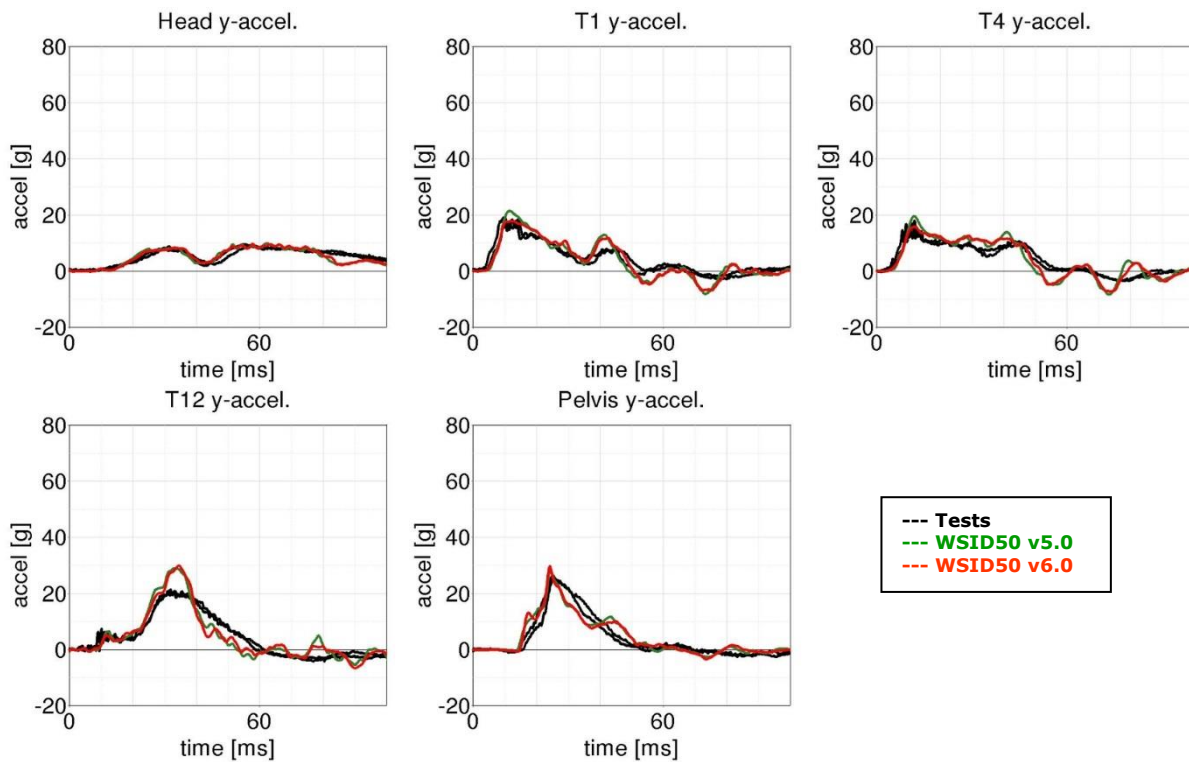 Head y-accel.
80
60
40
20
0
-20
accel [g]
0
60
time [ms]
T1 y-accel.
80
60
40
20
0
-20
accel [g]
0
60
time [ms]
T4 y-accel.
80
60
40
20
0
-20
accel [g]
0
60
time [ms]
T12 y-accel.
80
60
40
20
0
-20
accel [g]
0
60
time [ms]
Pelvis y-accel.
80
60
40
20
0
-20
accel [g]
0
60
time [ms]
--- Tests
--- WSID50 v5.0
--- WSID50 v6.0